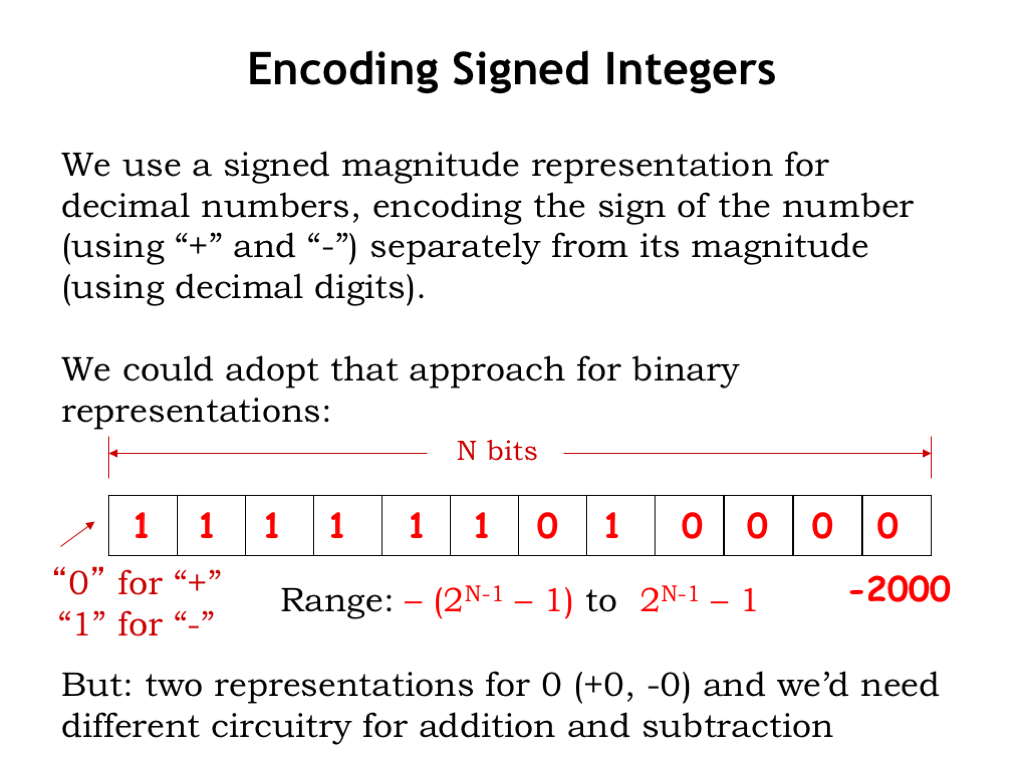 Encoding Signed Integers
We use a signed magnitude representation for
decimal numbers, encoding the sign of the number
(using “+” and “-”) separately from its magnitude
(using decimal digits).
We could adopt that approach for binary
representations:
N bits
1 1 1 1 1 1 0 1 0 0 0 0
“0” for “+”
“1” for “-”
Range: – (2^N-1 – 1) to 2^N-1 – 1
-2000
But: two representations for 0 (+0, -0) and we’d need
different circuitry for addition and subtraction